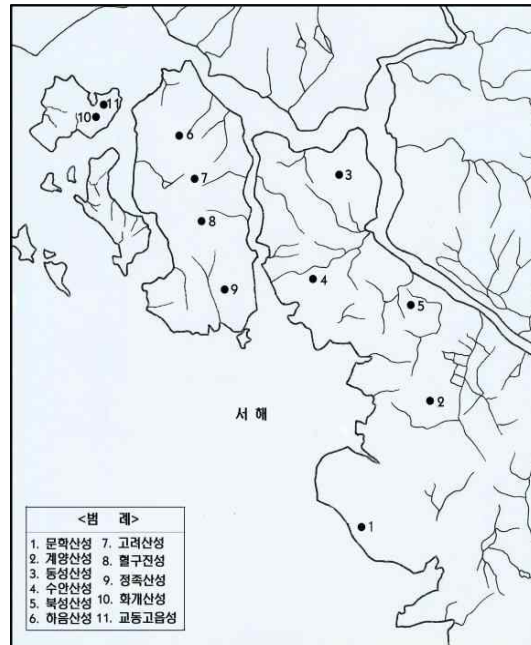 11
10
6
7
3
8
9
4
5
2
서 해
1
<범 례>
1. 문학산성 7. 고려산성
2. 계양산성 8. 혈구진성
3. 동성산성 9. 정족산성
4. 수안산성 10. 화개산성
5. 북성산성 11. 교동고읍성
6. 하음산성